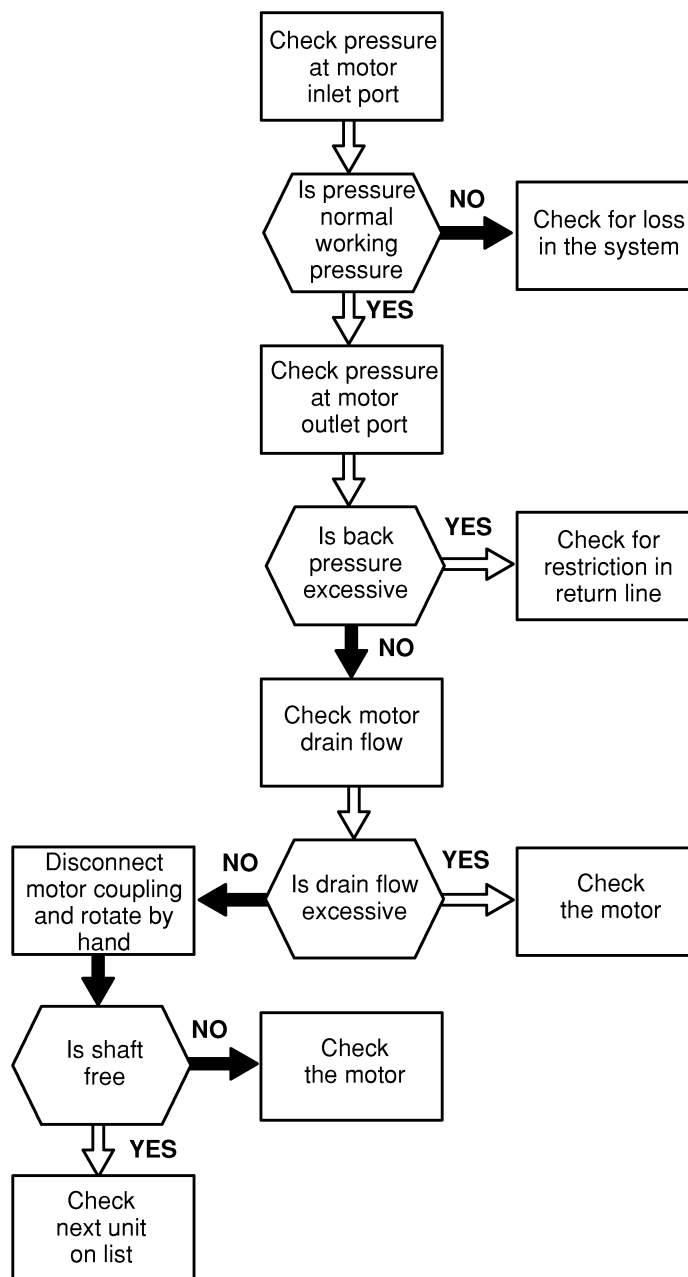 Check pressure
at motor
inlet port
Is pressure
normal
working
pressure
NO
Check for loss
in the system
YES
Check pressure
at motor
outlet port
Is back
pressure
excessive
YES
Check for
restriction in
return line
NO
Check motor
drain flow
Is drain flow
excessive
YES
Check
the motor
NO
Disconnect
motor coupling
and rotate by
hand
Is shaft
free
NO
Check
the motor
YES
Check
next unit
on list